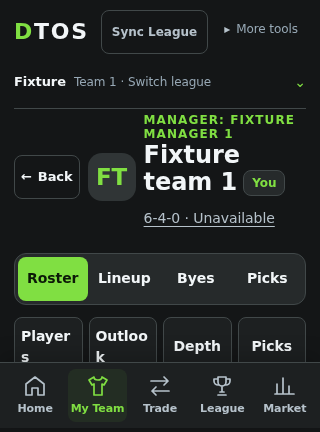 DTOS
Sync League
▸ More tools
Fixture Team 1 · Switch league
MANAGER: FIXTURE
MANAGER 1
← Back
FT
Fixture
team 1 You
6-4-0 · Unavailable
Roster Lineup Byes Picks
Player
s
Outloo
k
Depth
Picks
Home My Team Trade League Market